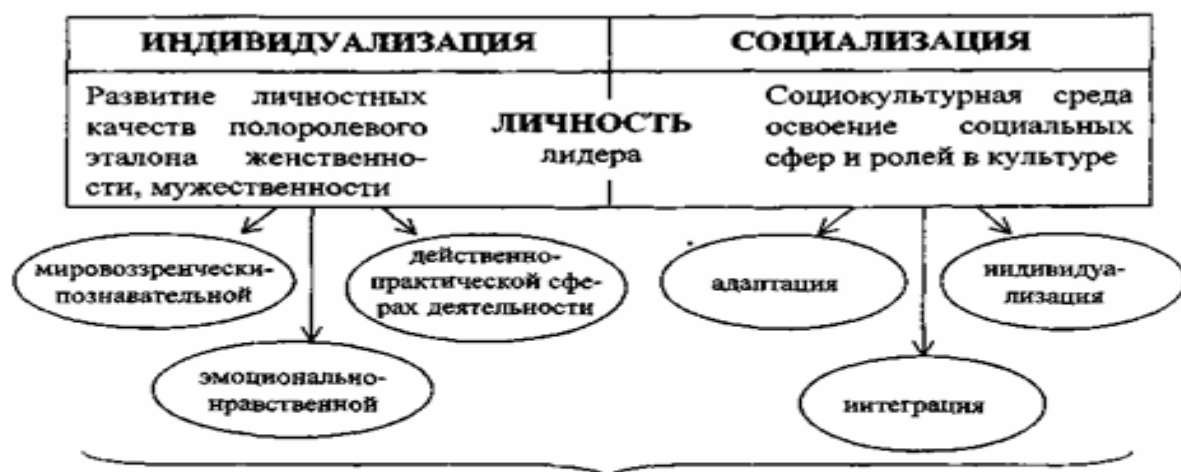 ИНДИВИДУАЛИЗАЦИЯ
СОЦИАЛИЗАЦИЯ
Развитие личностных
качеств полоролевого
эталона женственно-
сти, мужественности
ЛИЧНОСТЬ
лидера
Социокультурная среда
освоение социальных
сфер и ролей в культуре
мировоззренчески-
познавательной
действенно-
практической сфе-
рах деятельности
эмоционально-
нравственной
адаптация
индивидуа-
лизация
интеграция